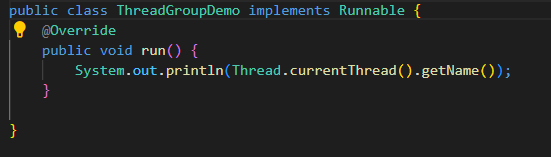 public class ThreadGroupDemo implements Runnable {
    @Override
    public void run() {
        System.out.println(Thread.currentThread().getName());
    }
}